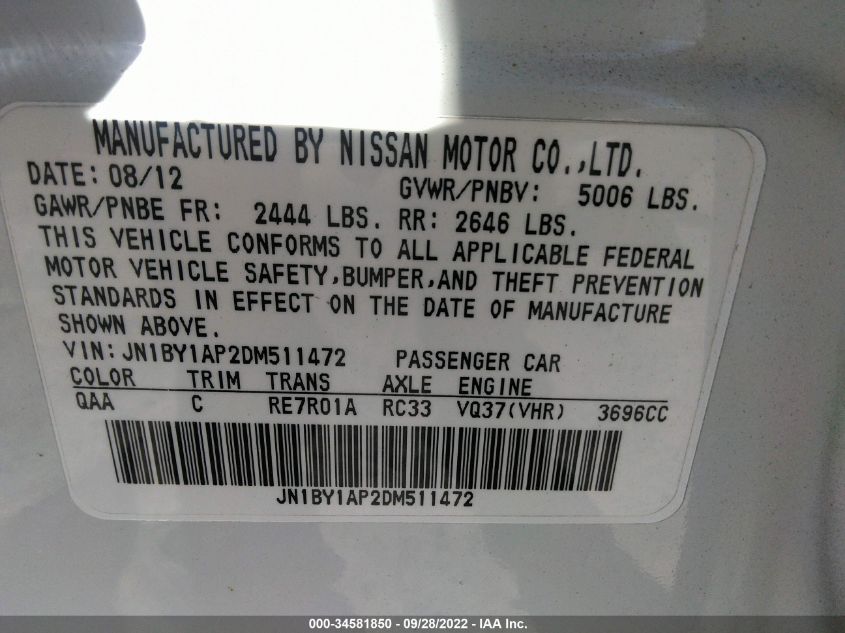 MANUFACTURED BY NISSAN MOTOR CO.,LTD.
DATE: 08/12 GVWR/PNBV: 5006 LBS.
GAWR/PNBE FR: 2444 LBS. RR: 2646 LBS.
THIS VEHICLE CONFORMS TO ALL APPLICABLE FEDERAL
MOTOR VEHICLE SAFETY,BUMPER,AND THEFT PREVENTION
STANDARDS IN EFFECT ON THE DATE OF MANUFACTURE
SHOWN ABOVE.
VIN:JN1BY1AP2DM511472 PASSENGER CAR
COLOR TRIM TRANS AXLE ENGINE
QAA C RE7R01A RC33 VQ37(VHR) 3696CC
JN1BY1AP2DM511472
000-34581850 - 09/28/2022 - IAA Inc.